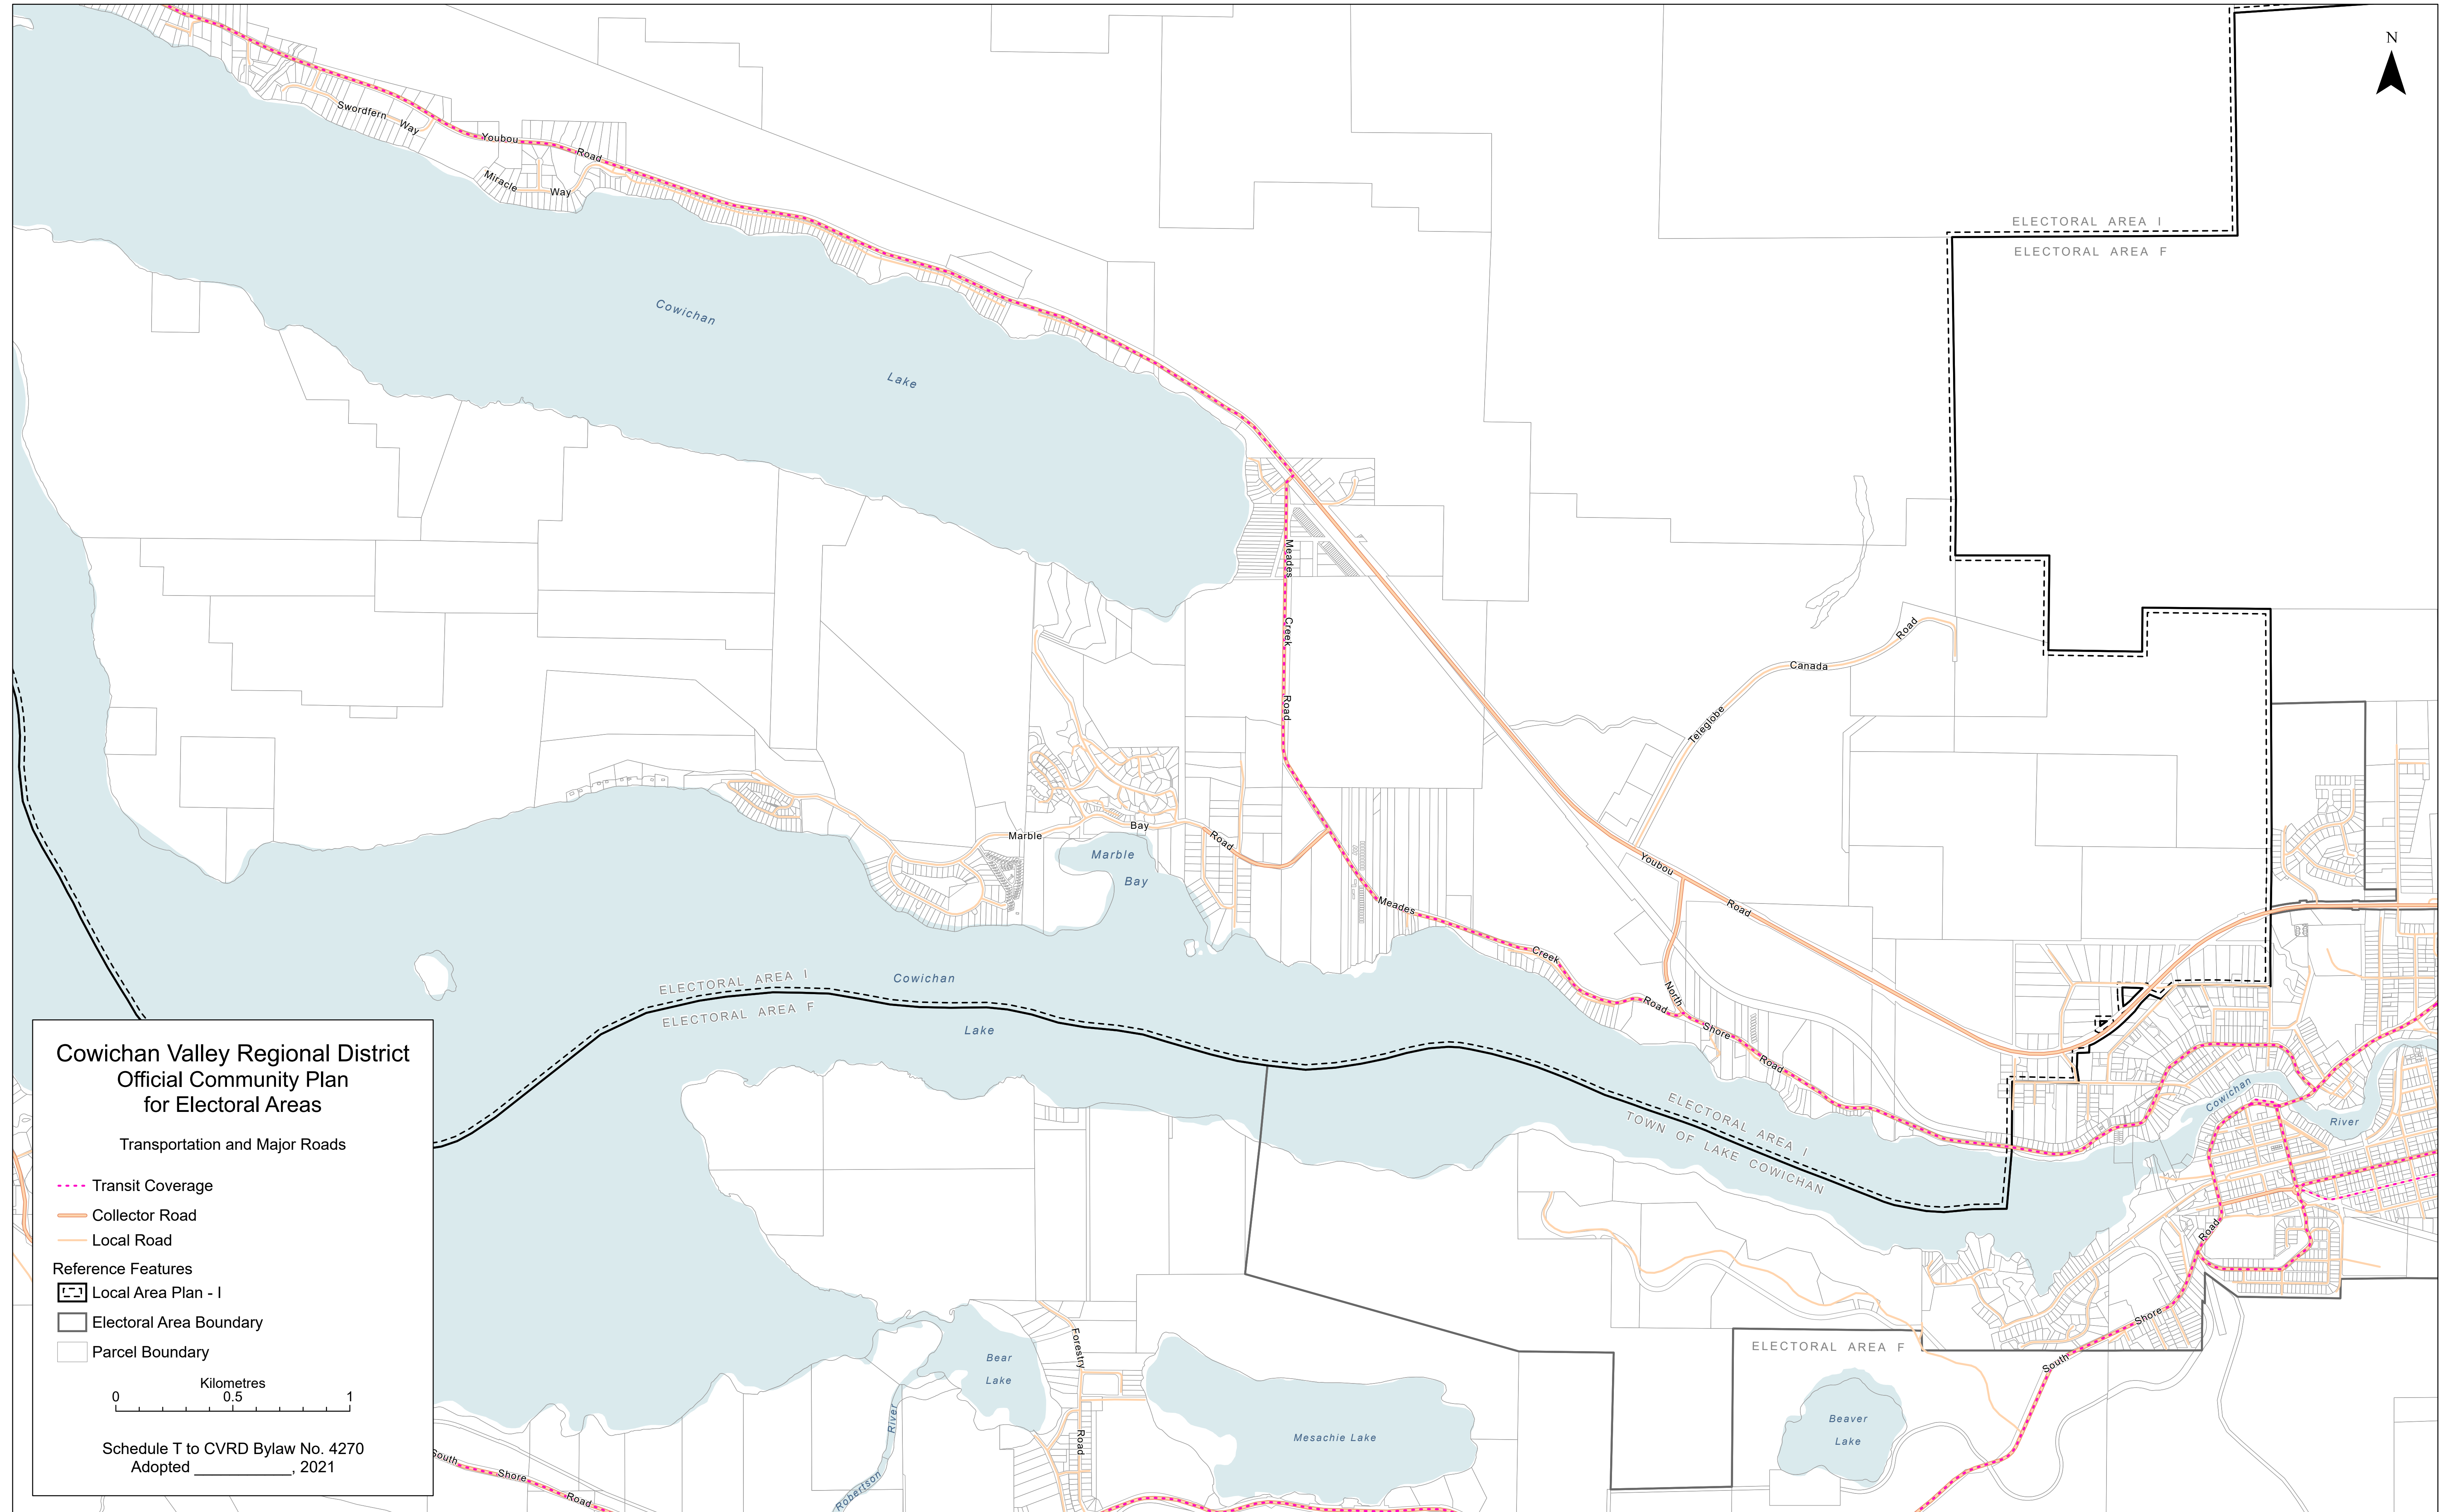 N
Swordfern Way
Youbou Road
Miracle Way
ELECTORAL AREA I
ELECTORAL AREA F
Cowichan
Lake
Meades Creek Road
Teleglobe Canada Road
Marble Bay Road
Marble
Bay
Youbou Road
Meades Creek Road
North Shore Road
ELECTORAL AREA I
ELECTORAL AREA F
Cowichan
Lake
ELECTORAL AREA I
TOWN OF LAKE COWICHAN
Cowichan
River
South Shore Road
ELECTORAL AREA F
Bear
Lake
Forestry Road
Mesachie Lake
Beaver
Lake
Robertson River
South Shore Road
Cowichan Valley Regional District
Official Community Plan
for Electoral Areas
Transportation and Major Roads
Transit Coverage
Collector Road
Local Road
Reference Features
Local Area Plan - I
Electoral Area Boundary
Parcel Boundary
Kilometres
0 0.5 1
Schedule T to CVRD Bylaw No. 4270
Adopted ____________, 2021